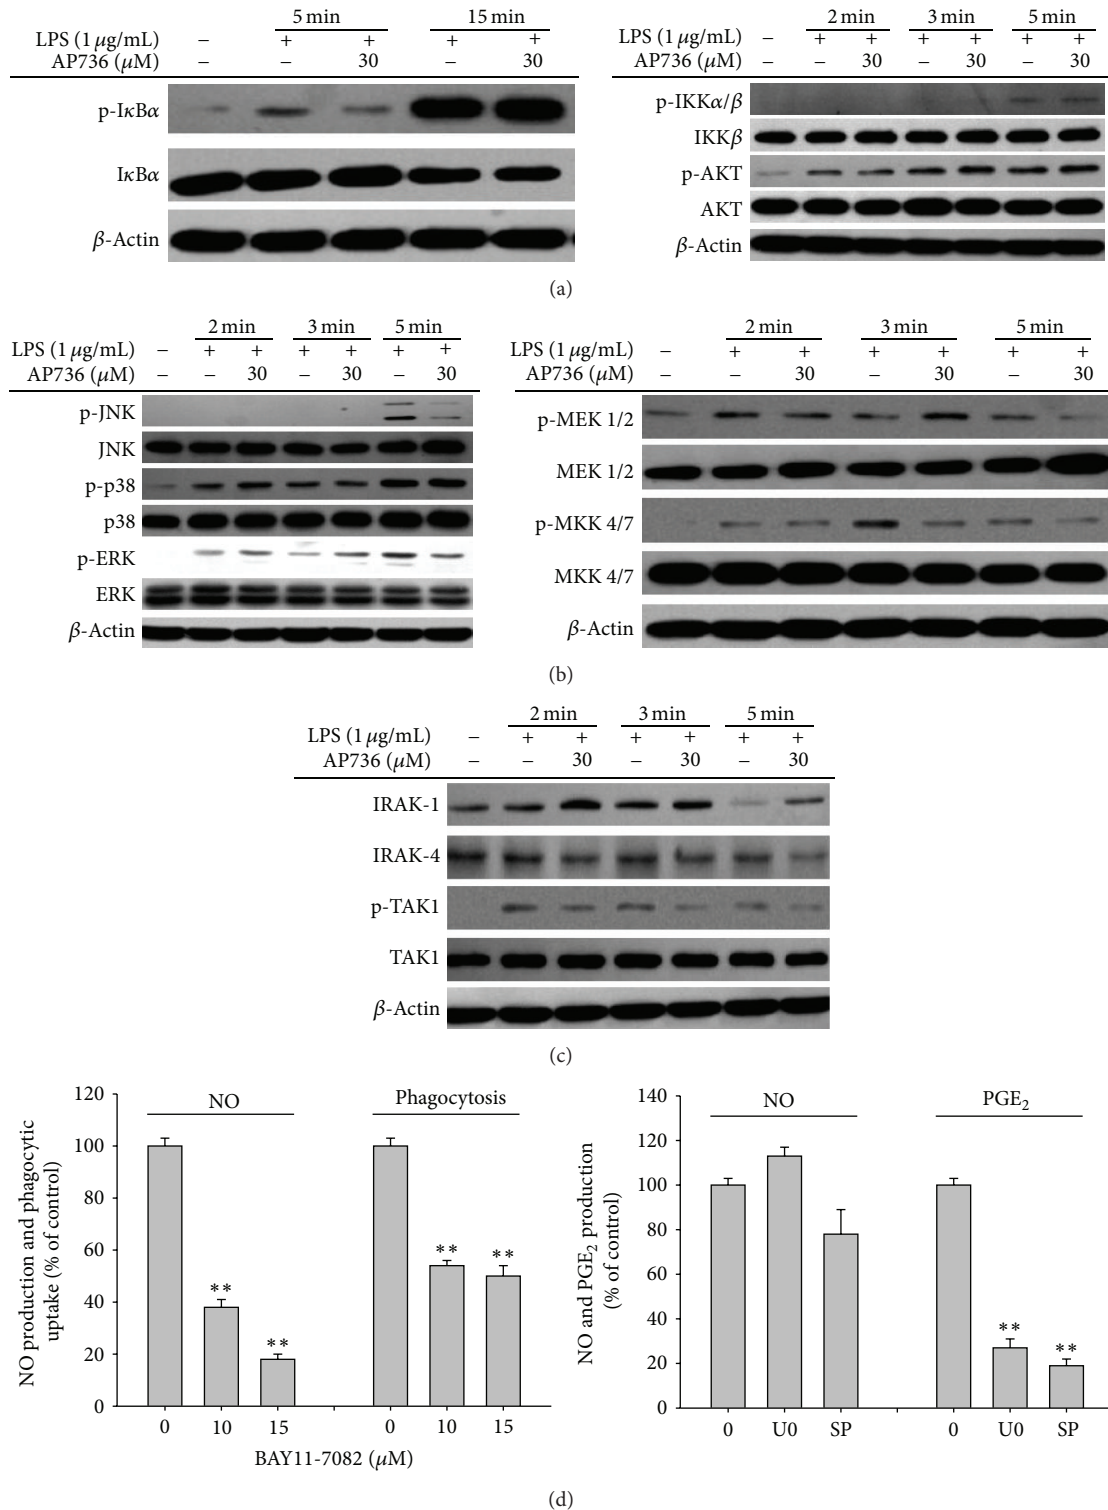 5 min 15 min
LPS (1 μg/mL) – + + + +
AP736 (μM) – – 30 – 30
p-IκBα
IκBα
β-Actin
2 min 3 min 5 min
LPS (1 μg/mL) – + + + + + +
AP736 (μM) – – 30 – 30 – 30
p-IKKα/β
IKKβ
p-AKT
AKT
β-Actin
(a)
2 min 3 min 5 min
LPS (1 μg/mL) – + + + + + +
AP736 (μM) – – 30 – 30 – 30
p-JNK
JNK
p-p38
p38
p-ERK
ERK
β-Actin
2 min 3 min 5 min
LPS (1 μg/mL) – + + + + + +
AP736 (μM) – – 30 – 30 – 30
p-MEK 1/2
MEK 1/2
p-MKK 4/7
MKK 4/7
β-Actin
(b)
2 min 3 min 5 min
LPS (1 μg/mL) – + + + + + +
AP736 (μM) – – 30 – 30 – 30
IRAK-1
IRAK-4
p-TAK1
TAK1
β-Actin
(c)
NO production and phagocytic
uptake (% of control)
120
100
80
60
40
20
0
NO Phagocytosis
** ** ** **
0 10 15 0 10 15
BAY11-7082 (μM)
NO and PGE₂ production
(% of control)
140
120
100
80
60
40
20
0
NO PGE₂
** **
0 U0 SP 0 U0 SP
(d)